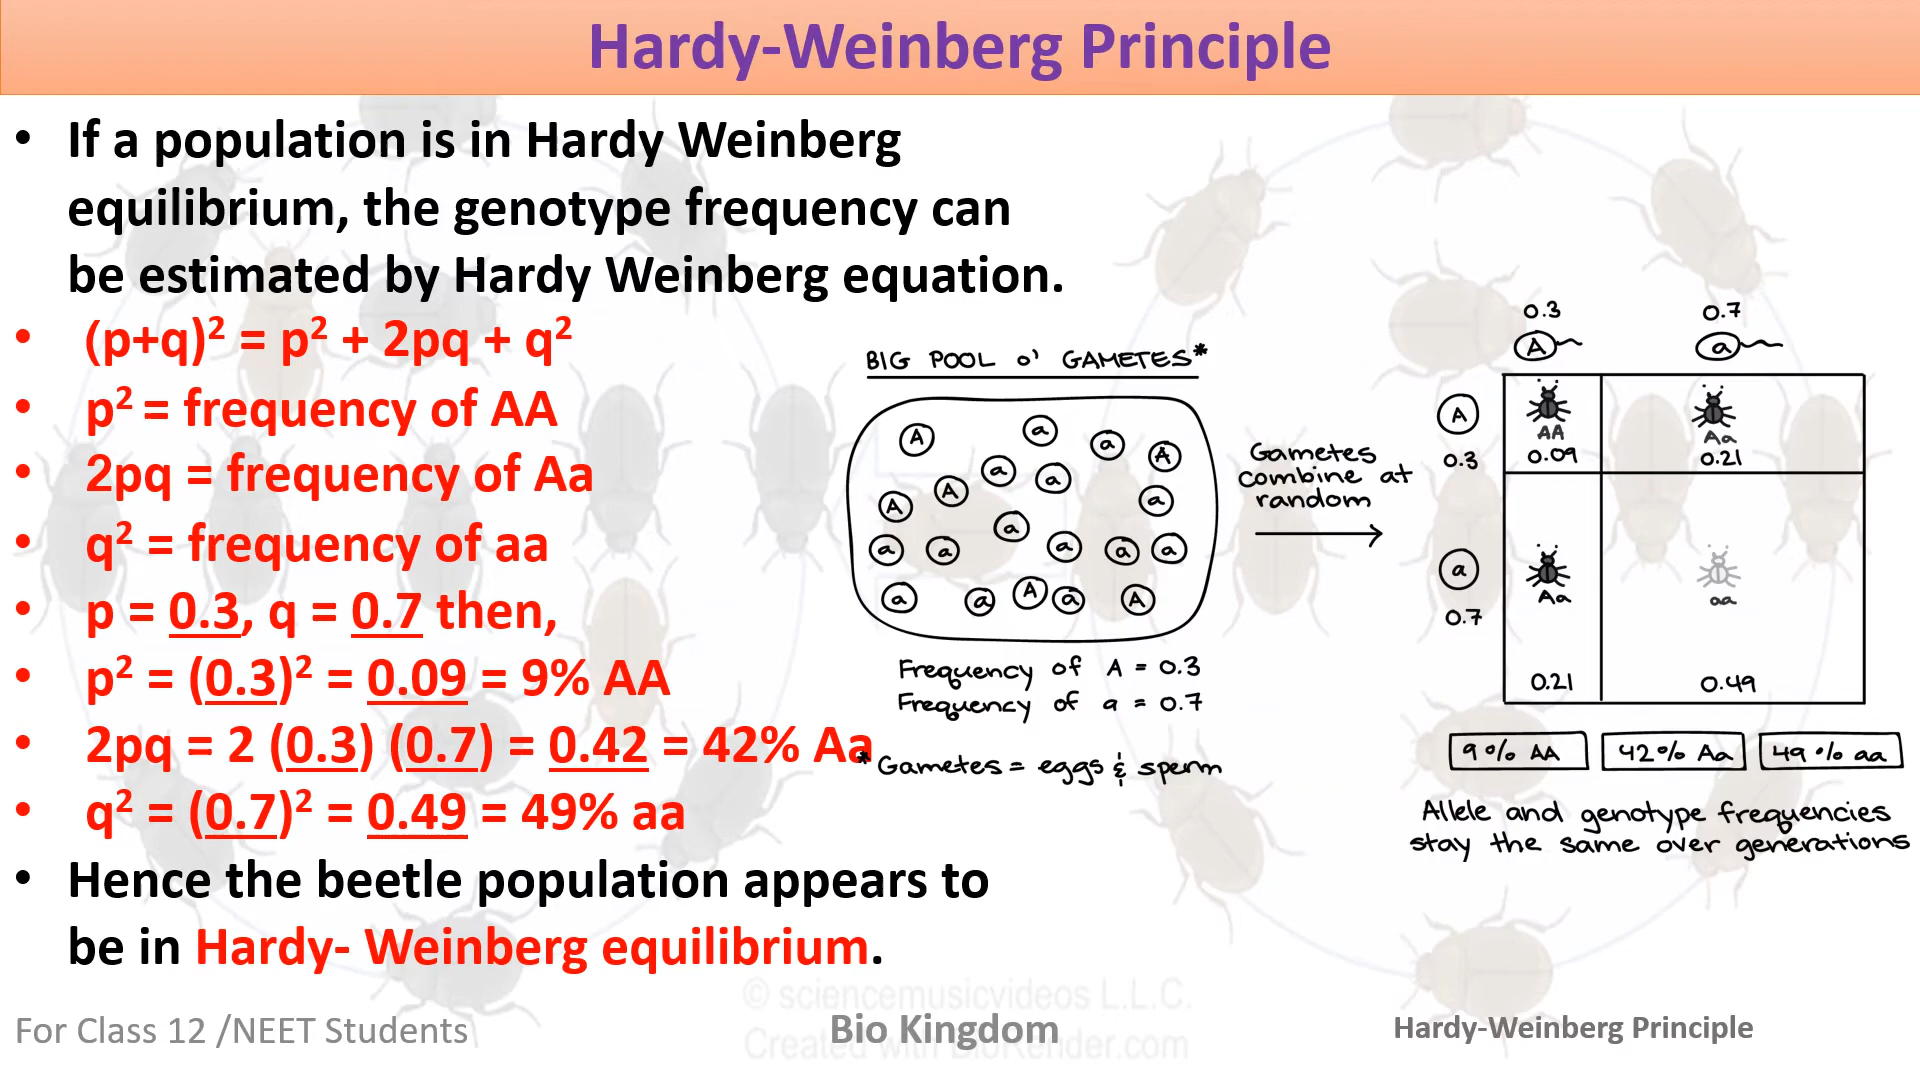 Hardy-Weinberg Principle
• If a population is in Hardy Weinberg
equilibrium, the genotype frequency can
be estimated by Hardy Weinberg equation.
• (p+q)² = p² + 2pq + q²
• p² = frequency of AA
• 2pq = frequency of Aa
• q² = frequency of aa
• p = 0.3, q = 0.7 then,
• p² = (0.3)² = 0.09 = 9% AA
• 2pq = 2 (0.3) (0.7) = 0.42 = 42% Aa
• q² = (0.7)² = 0.49 = 49% aa
• Hence the beetle population appears to
be in Hardy- Weinberg equilibrium.
BIG POOL o' GAMETES*
A a a A
a a
A A a
a
a a a a a
a a A a A
Frequency of A = 0.3
Frequency of a = 0.7
*Gametes = eggs & sperm
Gametes
combine at
random
0.3 0.7
A a
A AA Aa
0.3 0.09 0.21
a Aa aa
0.7
0.21 0.49
9% AA 42% Aa 49% aa
Allele and genotype frequencies
stay the same over generations
© sciencemusicvideos L.L.C.
Created with BioRender.com
For Class 12 /NEET Students
Bio Kingdom
Hardy-Weinberg Principle